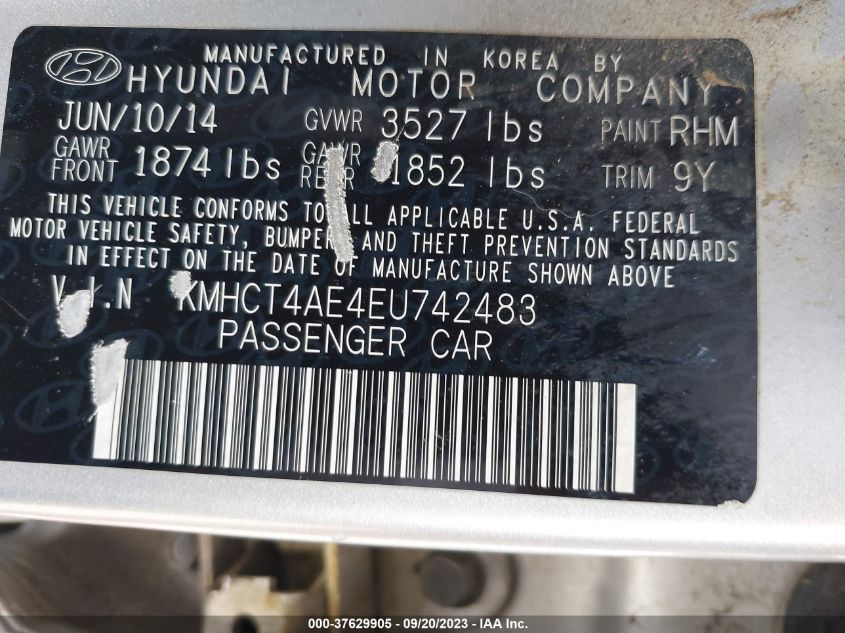 MANUFACTURED IN KOREA BY
HYUNDAI MOTOR COMPANY
JUN/10/14 GVWR 3527 lbs PAINT RHM
GAWR FRONT 1874 lbs GAWR 1852 lbs TRIM 9Y
THIS VEHICLE CONFORMS TO ALL APPLICABLE U.S.A. FEDERAL
MOTOR VEHICLE SAFETY, BUMPER, AND THEFT PREVENTION STANDARDS
IN EFFECT ON THE DATE OF MANUFACTURE SHOWN ABOVE
V.I.N KMHCT4AE4EU742483
PASSENGER CAR
000-37629905 - 09/20/2023 - IAA Inc.